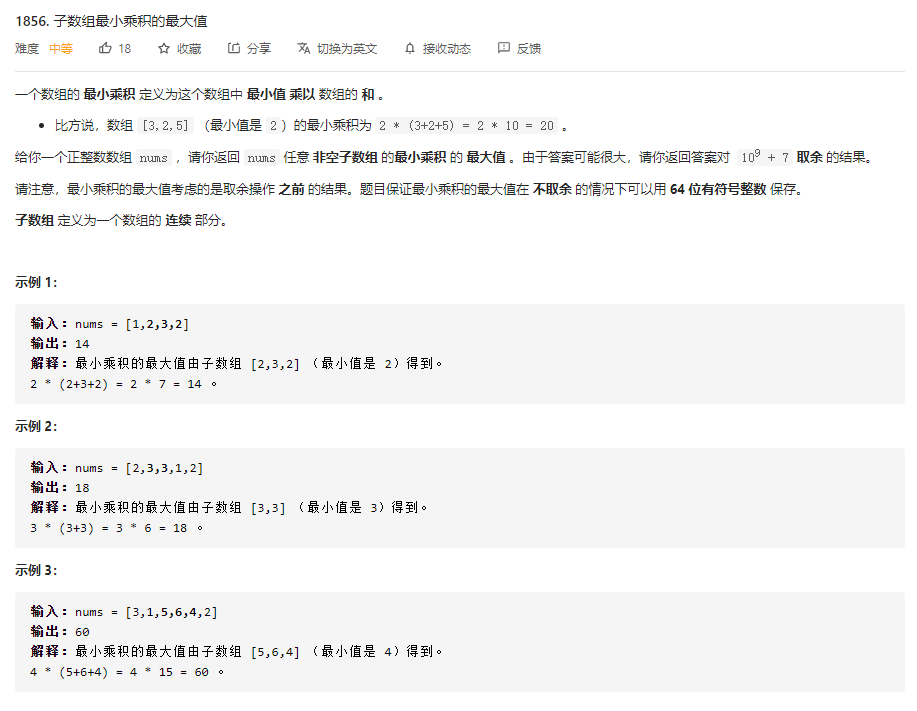 1856. 子数组最小乘积的最大值
难度 中等 18 收藏 分享 切换为英文 接收动态 反馈
一个数组的 最小乘积 定义为这个数组中 最小值 乘以 数组的 和 。
• 比方说，数组 [3,2,5] （最小值是 2 ）的最小乘积为 2 * (3+2+5) = 2 * 10 = 20 。
给你一个正整数数组 nums ，请你返回 nums 任意 非空子数组 的最小乘积 的 最大值 。由于答案可能很大，请你返回答案对 10⁹ + 7 取余 的结果。
请注意，最小乘积的最大值考虑的是取余操作 之前 的结果。题目保证最小乘积的最大值在 不取余 的情况下可以用 64 位有符号整数 保存。
子数组 定义为一个数组的 连续 部分。
示例 1：
输入：nums = [1,2,3,2]
输出：14
解释：最小乘积的最大值由子数组 [2,3,2] （最小值是 2）得到。
2 * (2+3+2) = 2 * 7 = 14 。
示例 2：
输入：nums = [2,3,3,1,2]
输出：18
解释：最小乘积的最大值由子数组 [3,3] （最小值是 3）得到。
3 * (3+3) = 3 * 6 = 18 。
示例 3：
输入：nums = [3,1,5,6,4,2]
输出：60
解释：最小乘积的最大值由子数组 [5,6,4] （最小值是 4）得到。
4 * (5+6+4) = 4 * 15 = 60 。